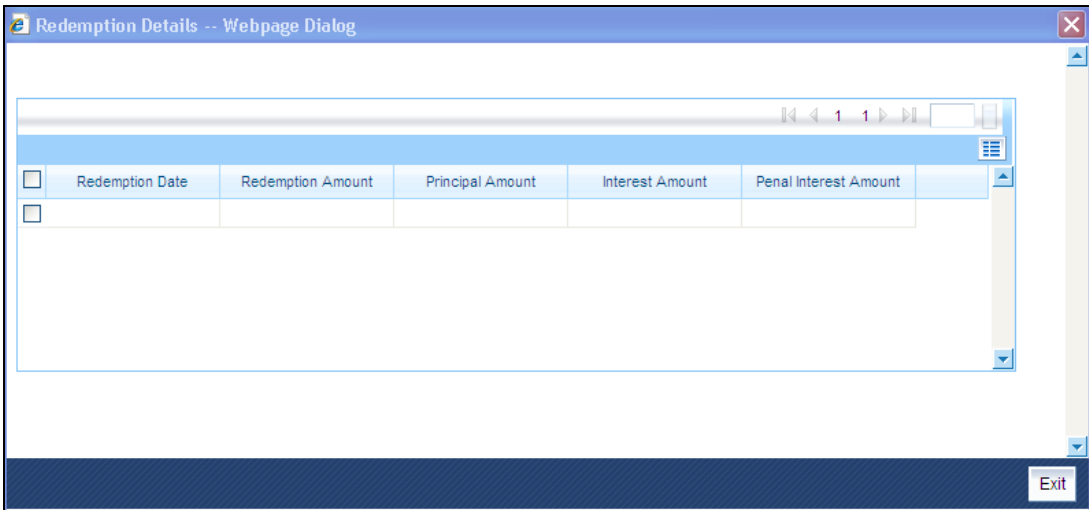 Redemption Details -- Webpage Dialog
1 1
Redemption Date Redemption Amount Principal Amount Interest Amount Penal Interest Amount
Exit